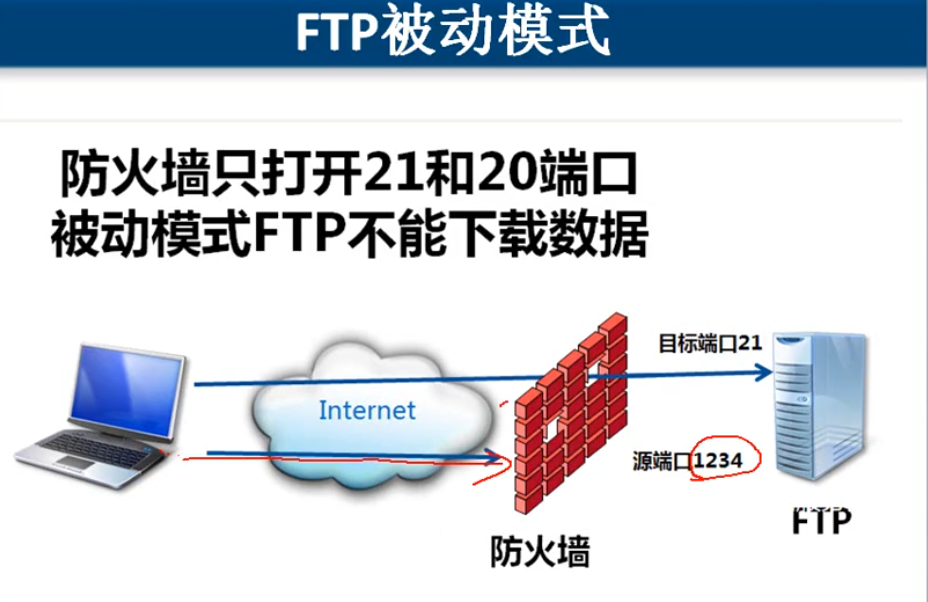 FTP被动模式
防火墙只打开21和20端口
被动模式FTP不能下载数据
目标端口21
Internet
源端口1234
FTP
防火墙